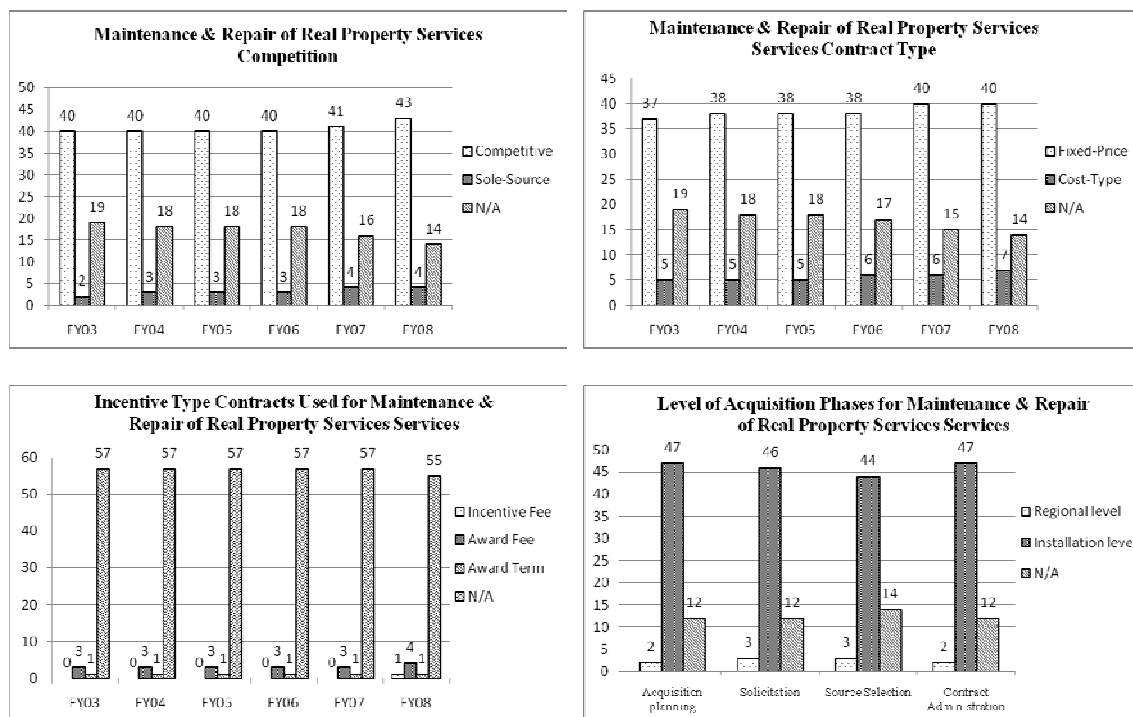 Maintenance & Repair of Real Property Services
Competition
50
45
40
35
30
25
20
15
10
5
0
40
2
19
40
3
18
40
3
18
40
3
18
41
4
16
43
4
14
FY03
FY04
FY05
FY06
FY07
FY08
Competitive
Sole-Source
N/A
Maintenance & Repair of Real Property Services
Services Contract Type
45
40
35
30
25
20
15
10
5
0
37
5
19
38
5
18
38
5
18
38
6
17
40
6
15
40
7
14
FY03
FY04
FY05
FY06
FY07
FY08
Fixed-Price
Cost-Type
N/A
Incentive Type Contracts Used for Maintenance &
Repair of Real Property Services Services
60
50
40
30
20
10
0
0
3
1
57
0
3
1
57
0
3
1
57
0
3
1
57
0
3
1
57
1
4
1
55
FY03
FY04
FY05
FY06
FY07
FY08
Incentive Fee
Award Fee
Award Term
N/A
Level of Acquisition Phases for Maintenance & Repair
of Real Property Services Services
50
45
40
35
30
25
20
15
10
5
0
2
47
12
3
46
12
3
44
14
2
47
12
Acquisition
planning
Solicitation
Source Selection
Contract
Administration
Regional level
Installation level
N/A